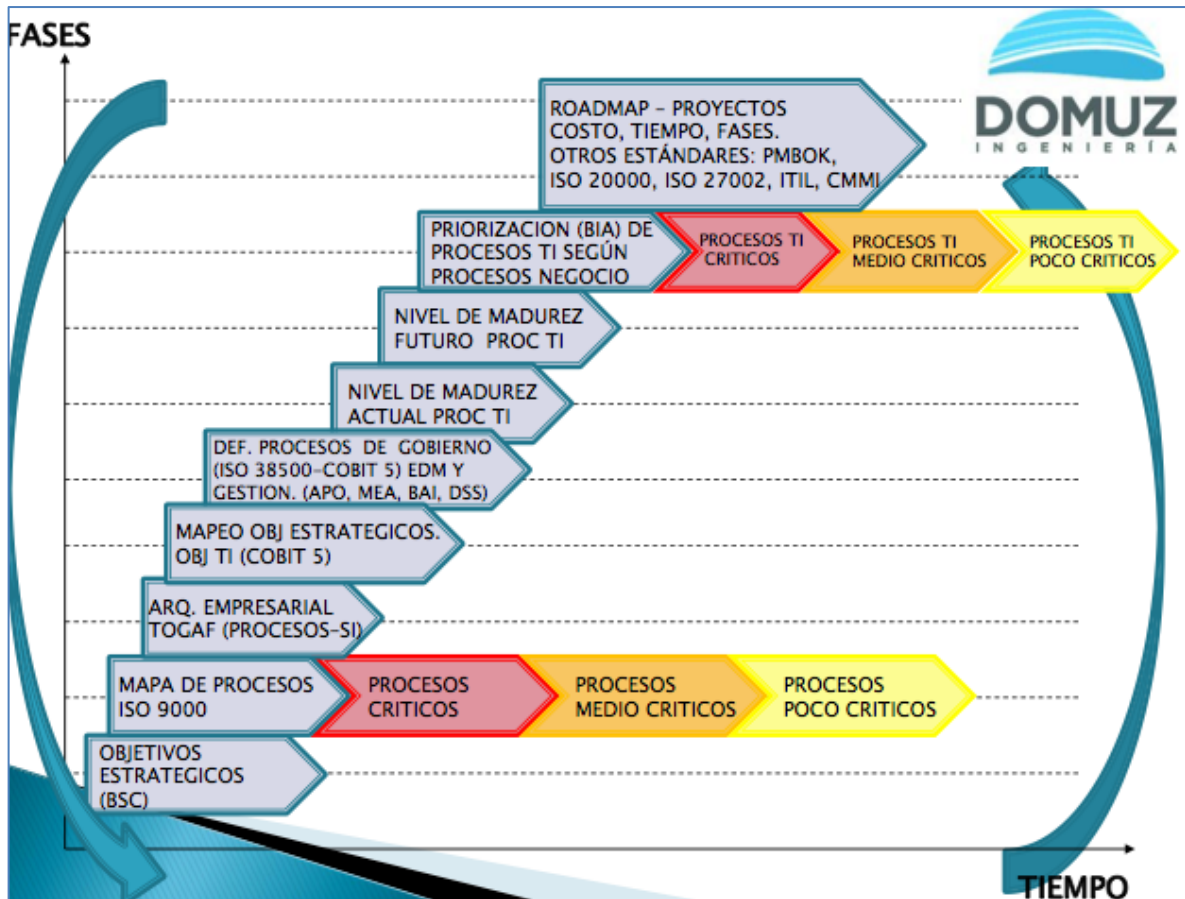 FASES
DOMUZ
INGENIERÍA
ROADMAP - PROYECTOS
COSTO, TIEMPO, FASES.
OTROS ESTÁNDARES: PMBOK,
ISO 20000, ISO 27002, ITIL, CMMI
PRIORIZACION (BIA) DE
PROCESOS TI SEGÚN
PROCESOS NEGOCIO
PROCESOS TI
CRITICOS
PROCESOS TI
MEDIO CRITICOS
PROCESOS TI
POCO CRITICOS
NIVEL DE MADUREZ
FUTURO PROC TI
NIVEL DE MADUREZ
ACTUAL PROC TI
DEF. PROCESOS DE GOBIERNO
(ISO 38500-COBIT 5) EDM Y
GESTION. (APO, MEA, BAI, DSS)
MAPEO OBJ ESTRATEGICOS.
OBJ TI (COBIT 5)
ARQ. EMPRESARIAL
TOGAF (PROCESOS-SI)
MAPA DE PROCESOS
ISO 9000
PROCESOS
CRITICOS
PROCESOS
MEDIO CRITICOS
PROCESOS
POCO CRITICOS
OBJETIVOS
ESTRATEGICOS
(BSC)
TIEMPO